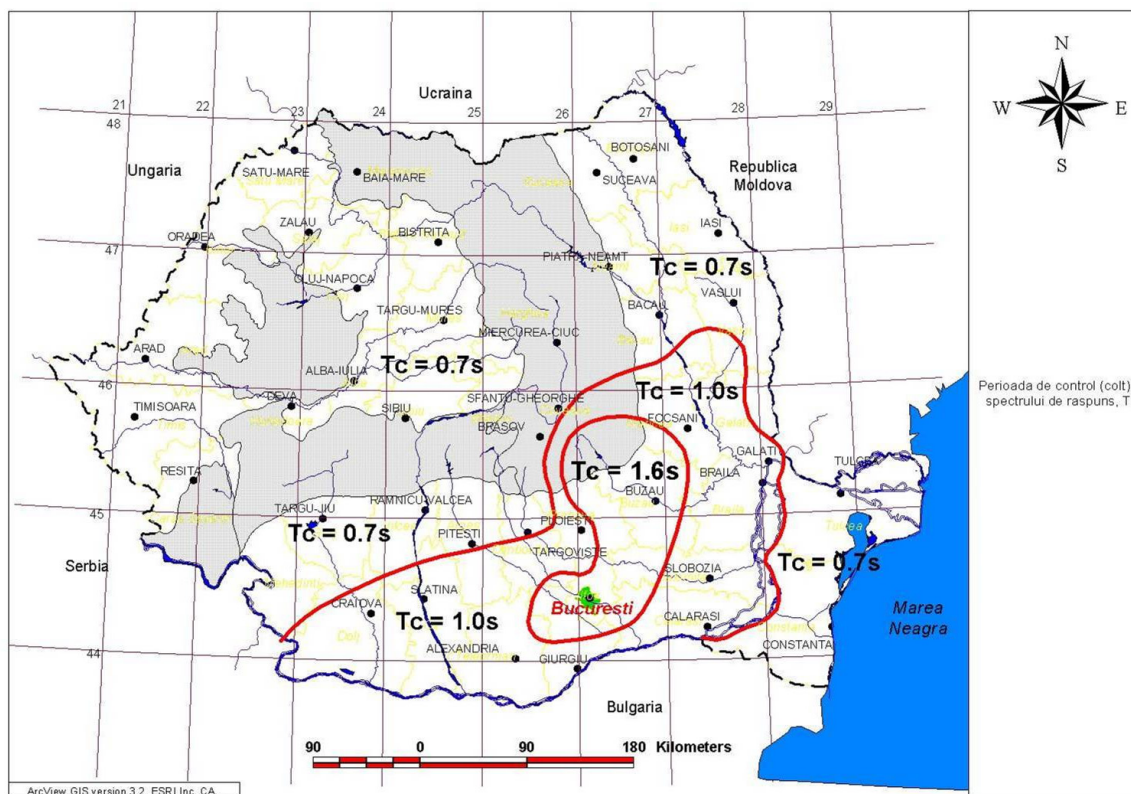 N
W E
S
Ucraina
21 22 23 24 25 26 27 28 29
48
Ungaria
Republica
Moldova
BOTOSANI
SATU-MARE
BAIA-MARE
SUCEAVA
ZALAU
IASI
ORADEA
BISTRITA
47
PIATRA-NEAMT
Tc = 0.7s
CLUJ-NAPOCA
VASLUI
TARGU-MURES
BACAU
MIERCUREA-CIUC
ARAD
Tc = 0.7s
ALBA-IULIA
46
Tc = 1.0s
Perioada de control (colt)
spectrului de raspuns, T
DEVA
SFANTU-GHEORGHE
TIMISOARA
SIBIU
FOCSANI
BRASOV
GALATI
TULCEA
RESITA
Tc = 1.6s
BRAILA
BUZAU
RAMNICU-VALCEA
TARGU-JIU
45
Tc = 0.7s
PITESTI
PLOIESTI
TARGOVISTE
Tc = 0.7s
Serbia
SLOBOZIA
SLATINA
CRAIOVA
Bucuresti
Marea
Neagra
Tc = 1.0s
CALARASI
ALEXANDRIA
CONSTANTA
44
GIURGIU
Bulgaria
90 0 90 180 Kilometers
ArcView GIS version 3.2, ESRI Inc. CA